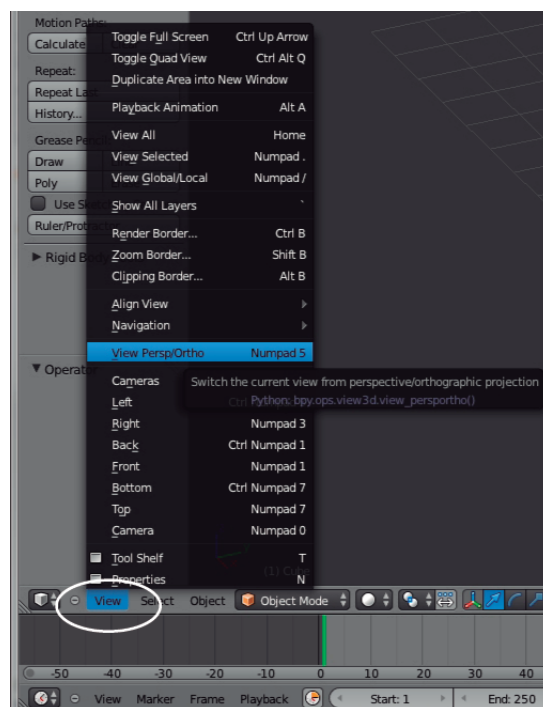 Motion Paths:
Calculate
Repeat:
Repeat La
History...
Grease Pe
Draw
Poly
Use Sk
Ruler/Protra
Rigid Bo
Operato
Toggle Full Screen Ctrl Up Arrow
Toggle Quad View Ctrl Alt Q
Duplicate Area into New Window
Playback Animation Alt A
View All Home
View Selected Numpad .
View Global/Local Numpad /
Show All Layers `
Render Border... Ctrl B
Zoom Border... Shift B
Clipping Border... Alt B
Align View
Navigation
View Persp/Ortho Numpad 5
Switch the current view from perspective/orthographic projection
Python: bpy.ops.view3d.view_persportho()
Cameras
Left
Right Numpad 3
Back Ctrl Numpad 1
Front Numpad 1
Bottom Ctrl Numpad 7
Top Numpad 7
Camera Numpad 0
Tool Shelf T
(1) Cube
Properties N
View Select Object Object Mode
-50 -40 -30 -20 -10 0 10 20 30 40
View Marker Frame Playback Start: 1 End: 250